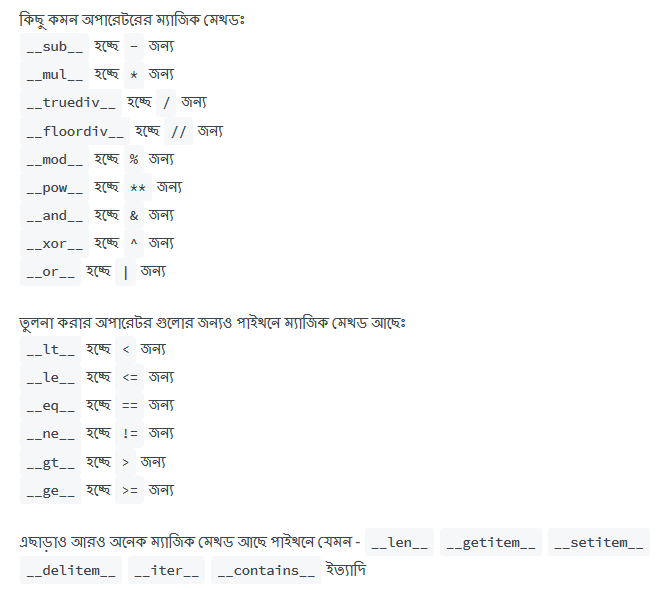 কিছু কমন অপারেটরের ম্যাজিক মেথডঃ
__sub__ হচ্ছে - জন্য
__mul__ হচ্ছে * জন্য
__truediv__ হচ্ছে / জন্য
__floordiv__ হচ্ছে // জন্য
__mod__ হচ্ছে % জন্য
__pow__ হচ্ছে ** জন্য
__and__ হচ্ছে & জন্য
__xor__ হচ্ছে ^ জন্য
__or__ হচ্ছে | জন্য
তুলনা করার অপারেটর গুলোর জন্যও পাইথনে ম্যাজিক মেথড আছেঃ
__lt__ হচ্ছে < জন্য
__le__ হচ্ছে <= জন্য
__eq__ হচ্ছে == জন্য
__ne__ হচ্ছে != জন্য
__gt__ হচ্ছে > জন্য
__ge__ হচ্ছে >= জন্য
এছাড়াও আরও অনেক ম্যাজিক মেথড আছে পাইথনে যেমন - __len__ __getitem__ __setitem__
__delitem__ __iter__ __contains__ ইত্যাদি